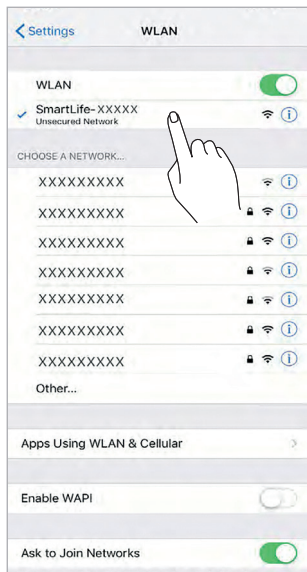 Settings WLAN
WLAN
SmartLife-XXXXX
Unsecured Network
CHOOSE A NETWORK...
XXXXXXXXX
XXXXXXXXX
XXXXXXXXX
XXXXXXXXX
XXXXXXXXX
XXXXXXXXX
XXXXXXXXX
Other...
Apps Using WLAN & Cellular
Enable WAPI
Ask to Join Networks